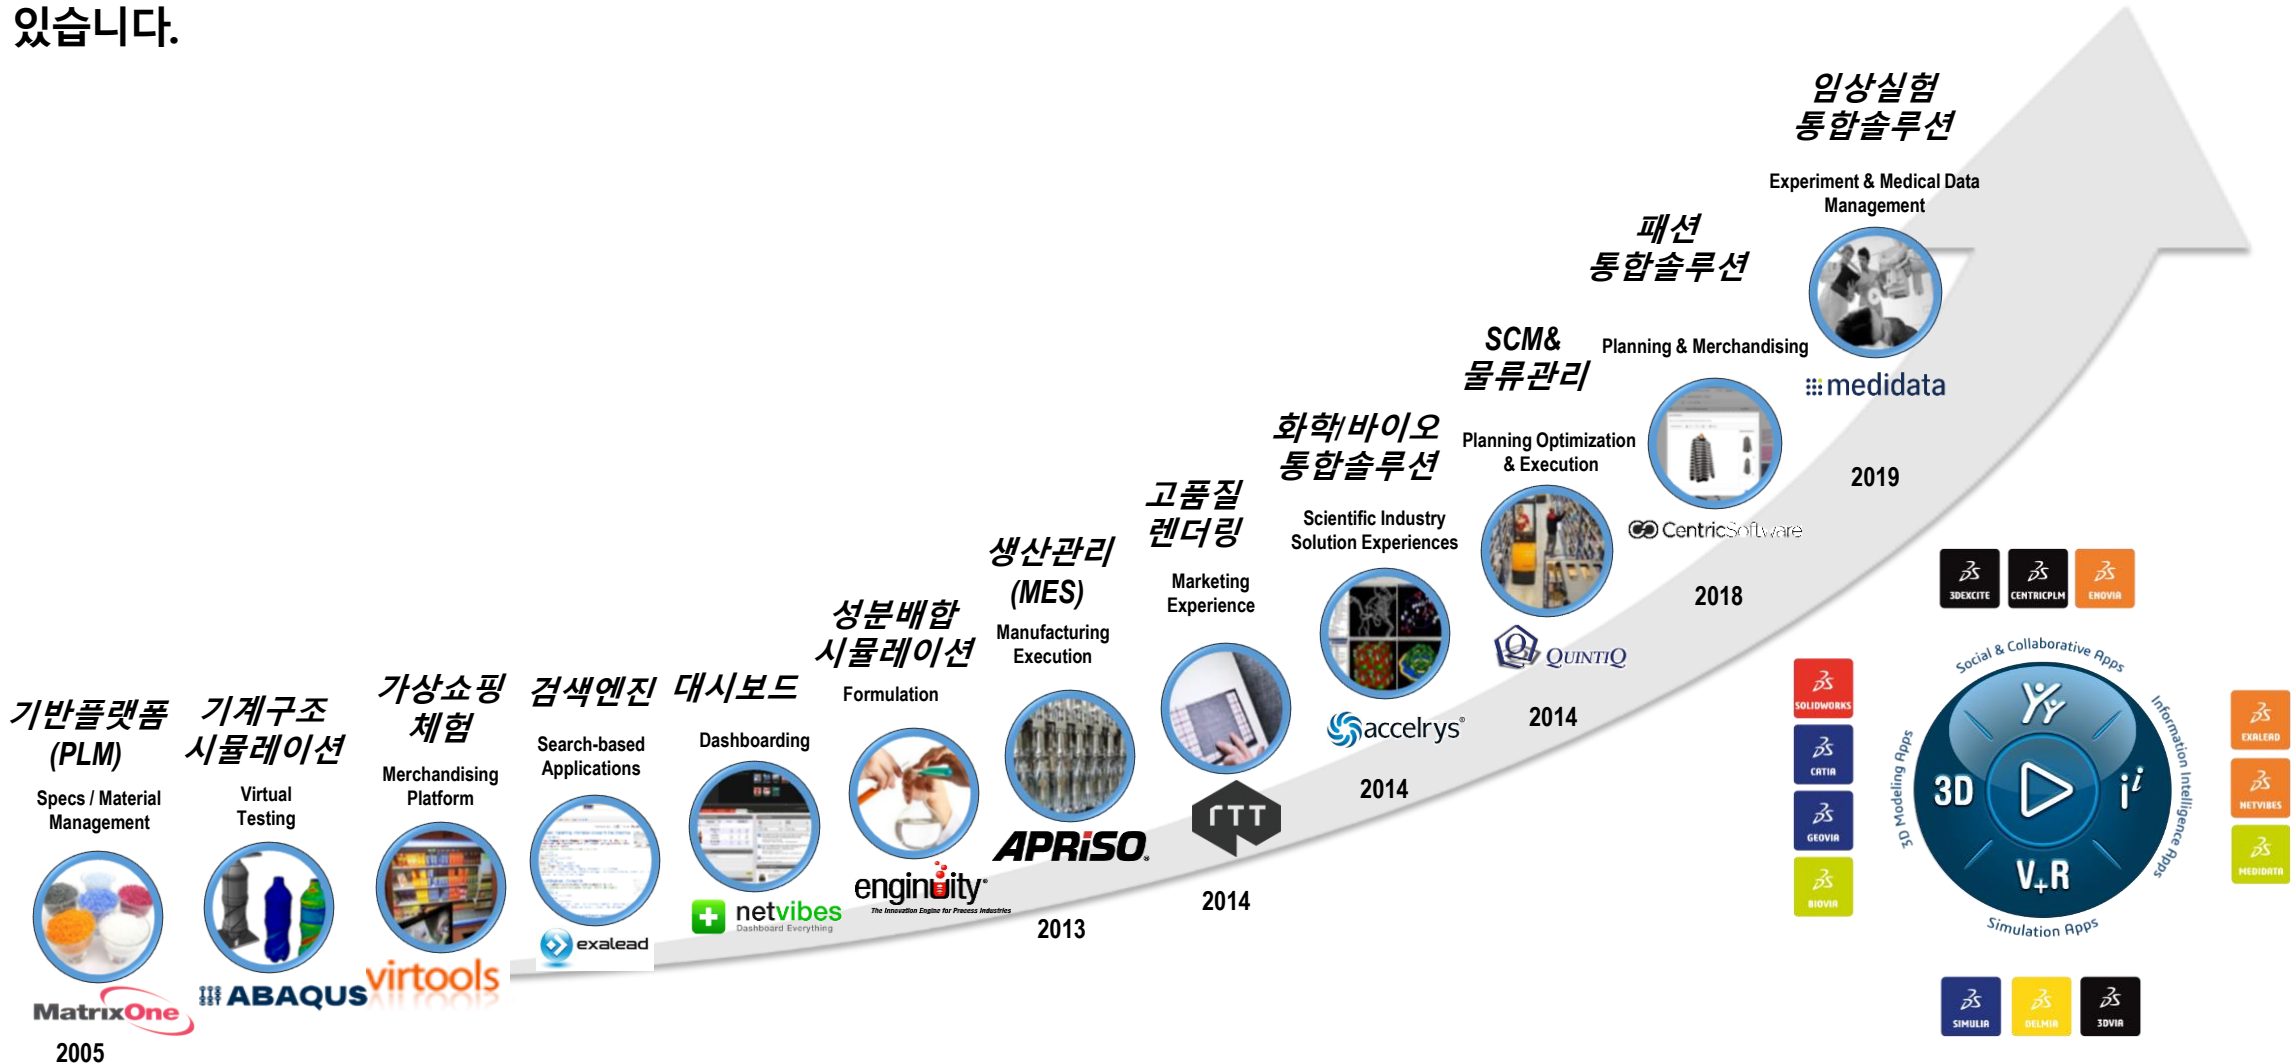 있습니다.
기반플랫폼
(PLM)
Specs / Material
Management
MatrixOne
2005
기계구조
시뮬레이션
Virtual
Testing
ABAQUS
가상쇼핑
체험
Merchandising
Platform
virtools
검색엔진
Search-based
Applications
exalead
대시보드
Dashboarding
netvibes
Dashboard Everything
성분배합
시뮬레이션
Formulation
enginuity
The Innovation Engine for Process Industries
생산관리
(MES)
Manufacturing
Execution
APRiSO
2013
고품질
렌더링
Marketing
Experience
rTT
2014
화학/바이오
통합솔루션
Scientific Industry
Solution Experiences
accelrys®
2014
SCM&
물류관리
Planning Optimization
& Execution
QUINTIQ
2014
패션
통합솔루션
Planning & Merchandising
CentricSoftware
2018
임상실험
통합솔루션
Experiment & Medical Data
Management
medidata
2019
3DEXCITE
CENTRICPLM
ENOVIA
SOLIDWORKS
CATIA
GEOVIA
BIOVIA
Social & Collaborative Apps
3D Modeling Apps
Information Intelligence Apps
Simulation Apps
3D
V+R
EXALEAD
NETVIBES
MEDIDATA
SIMULIA
DELMIA
3DVIA